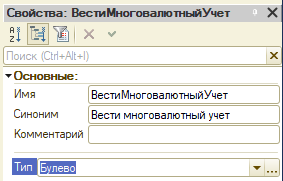 Свойства: ВестиМноговалютныйУчет
Поиск (Ctrl+Alt+I)
Основные:
Имя ВестиМноговалютныйУчет
Синоним Вести многовалютный учет
Комментарий
Тип Булево